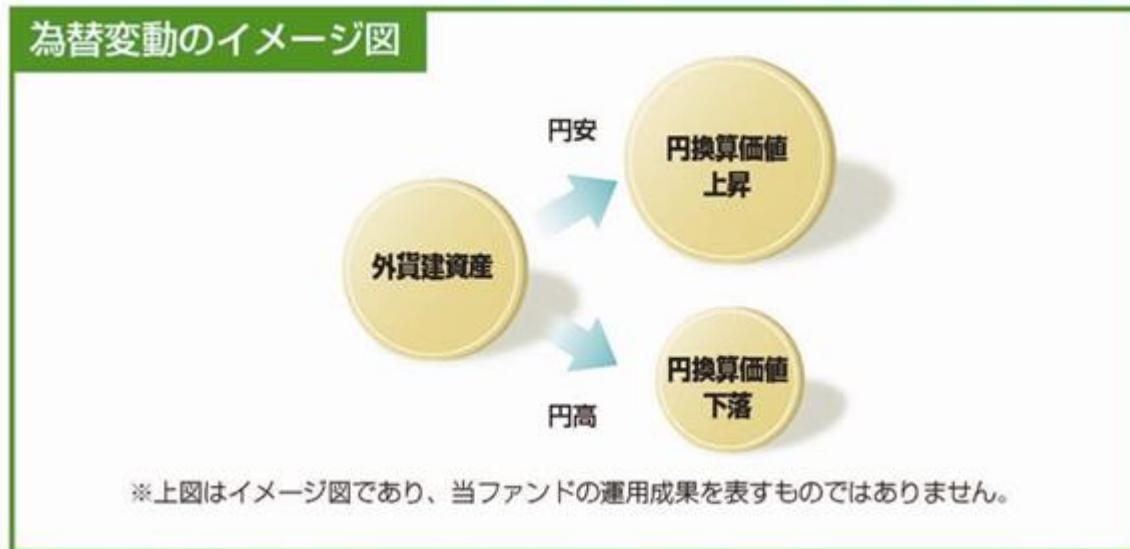 為替変動のイメージ図
円安
円換算価値
上昇
外貨建資産
円換算価値
下落
円高
※上図はイメージ図であり、当ファンドの運用成果を表すものではありません。